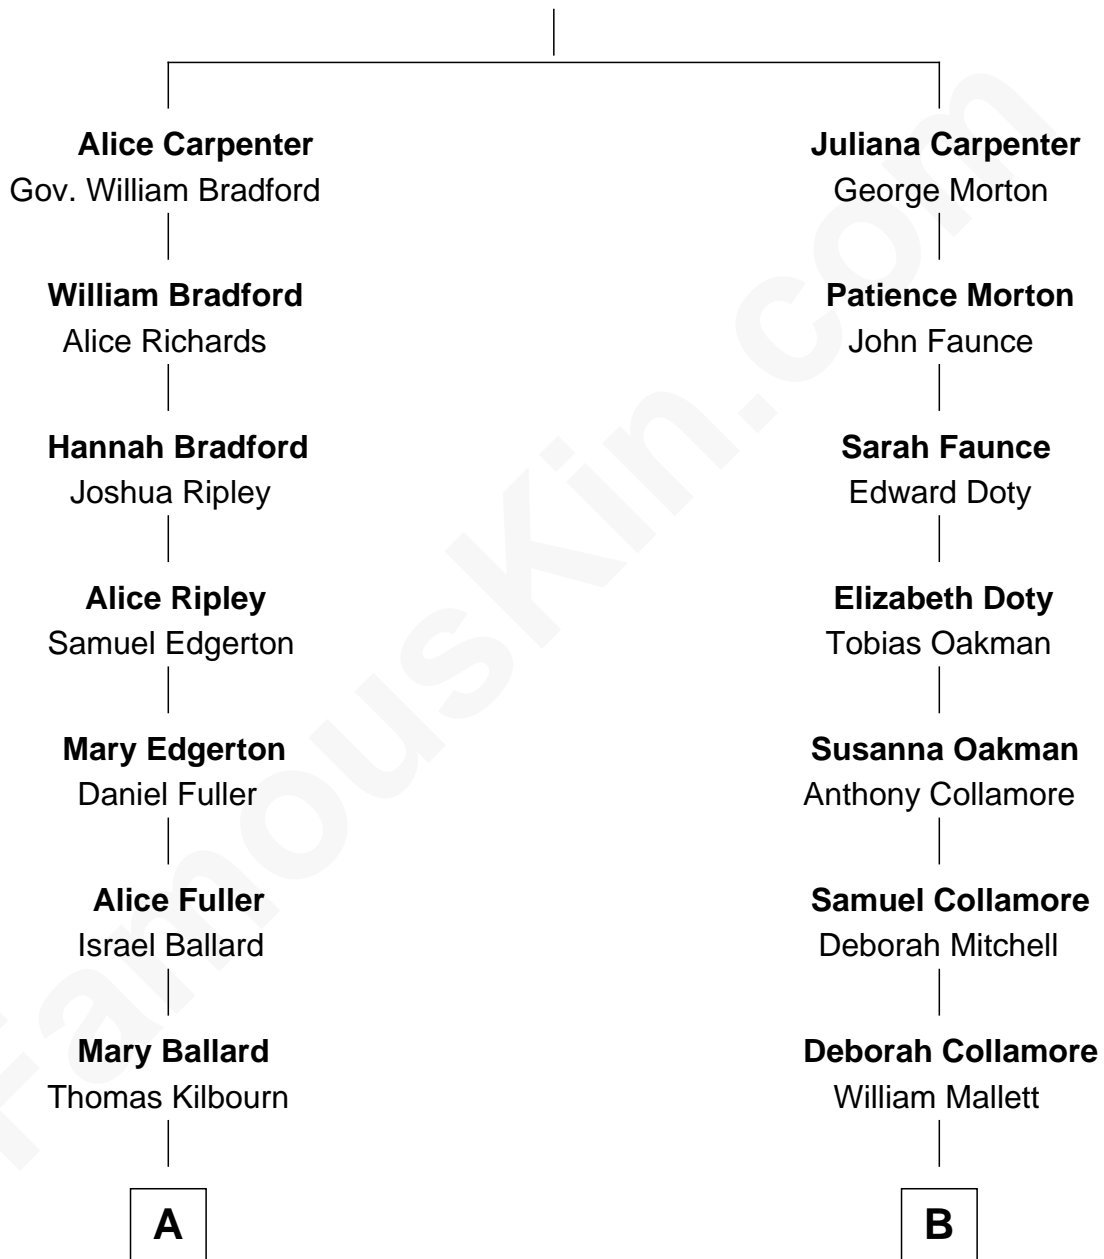 Alice Carpenter
Gov. William Bradford
William Bradford
Alice Richards
Hannah Bradford
Joshua Ripley
Alice Ripley
Samuel Edgerton
Mary Edgerton
Daniel Fuller
Alice Fuller
Israel Ballard
Mary Ballard
Thomas Kilbourn
A
Juliana Carpenter
George Morton
Patience Morton
John Faunce
Sarah Faunce
Edward Doty
Elizabeth Doty
Tobias Oakman
Susanna Oakman
Anthony Collamore
Samuel Collamore
Deborah Mitchell
Deborah Collamore
William Mallett
B
FamousKin.com